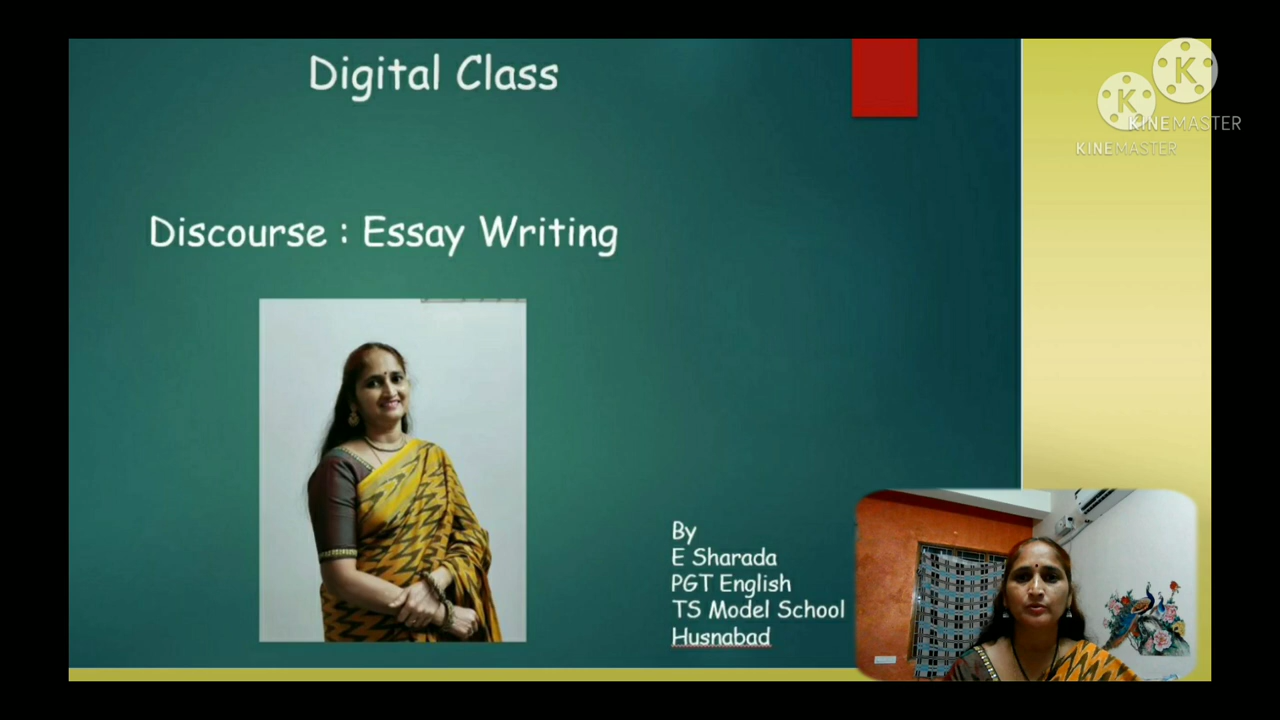 Digital Class
Discourse : Essay Writing
By
E Sharada
PGT English
TS Model School
Husnabad
K
K
KINEMASTER
KINEMASTER